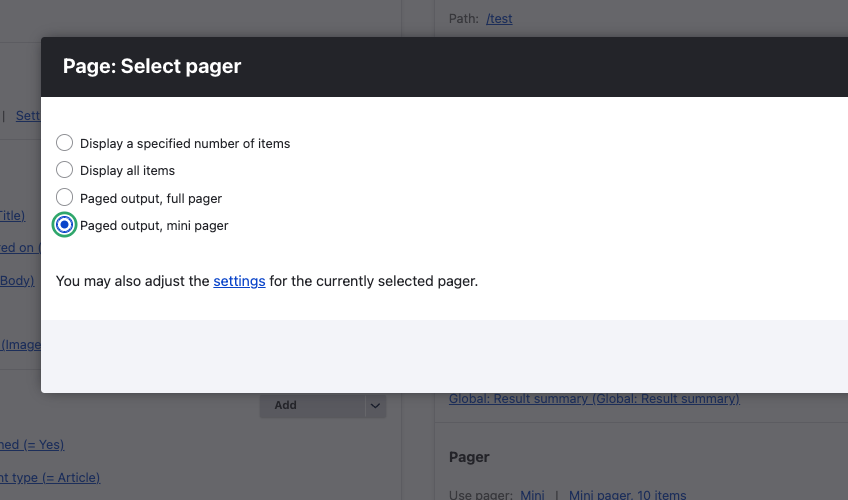 Path: /test
Page: Select pager
| Sett
Display a specified number of items
Display all items
Paged output, full pager
Paged output, mini pager
Title)
red on (
Body)
You may also adjust the settings for the currently selected pager.
(Image
Add
Global: Result summary (Global: Result summary)
hed (= Yes)
Pager
nt type (= Article)
Use pager: Mini | Mini pager, 10 items